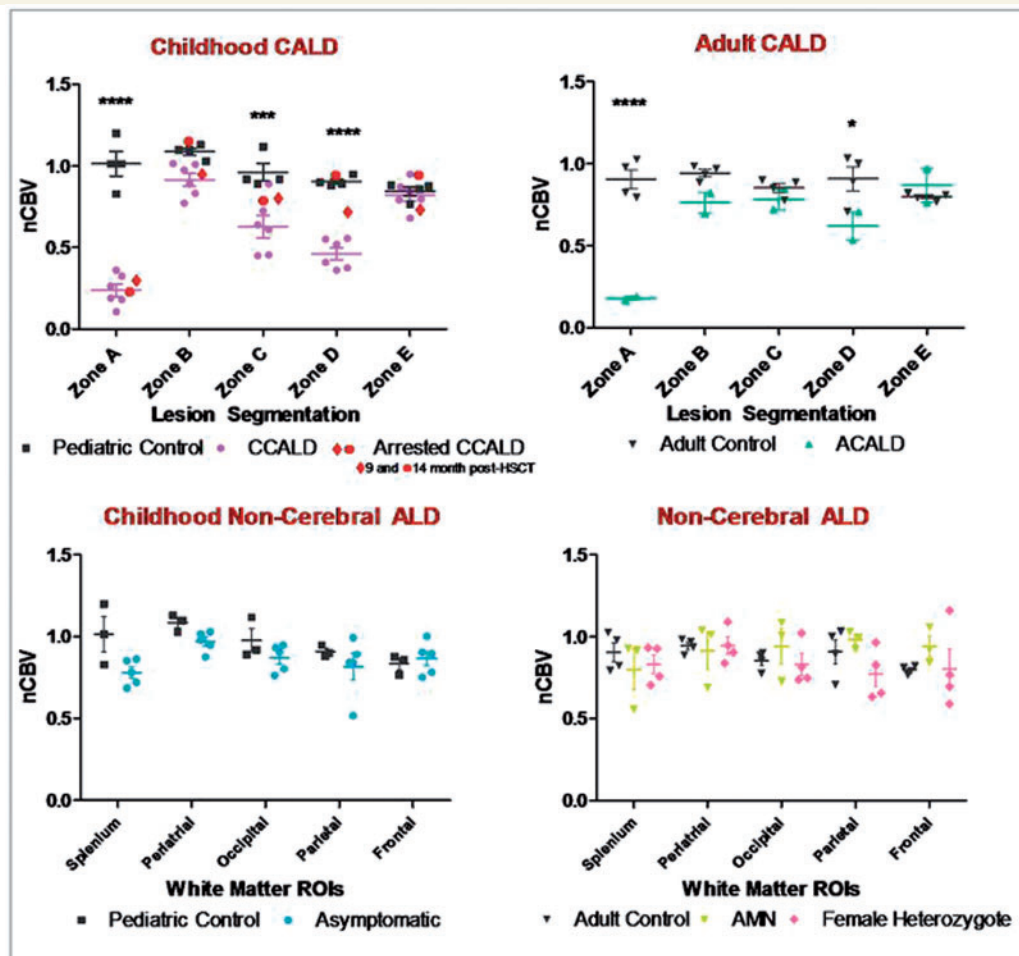 Childhood CALD
1.5
1.0
0.5
0.0
nCBV
****
***
****
Zone A
Zone B
Zone C
Zone D
Zone E
Lesion Segmentation
Pediatric Control
CCALD
Arrested CCALD
9 and 14 month post-HSCT
Adult CALD
1.5
1.0
0.5
0.0
nCBV
****
*
Zone A
Zone B
Zone C
Zone D
Zone E
Lesion Segmentation
Adult Control
ACALD
Childhood Non-Cerebral ALD
1.5
1.0
0.5
0.0
nCBV
Splenium
Periatrial
Occipital
Parietal
Frontal
White Matter ROIs
Pediatric Control
Asymptomatic
Non-Cerebral ALD
1.5
1.0
0.5
0.0
nCBV
Splenium
Periatrial
Occipital
Parietal
Frontal
White Matter ROIs
Adult Control
AMN
Female Heterozygote